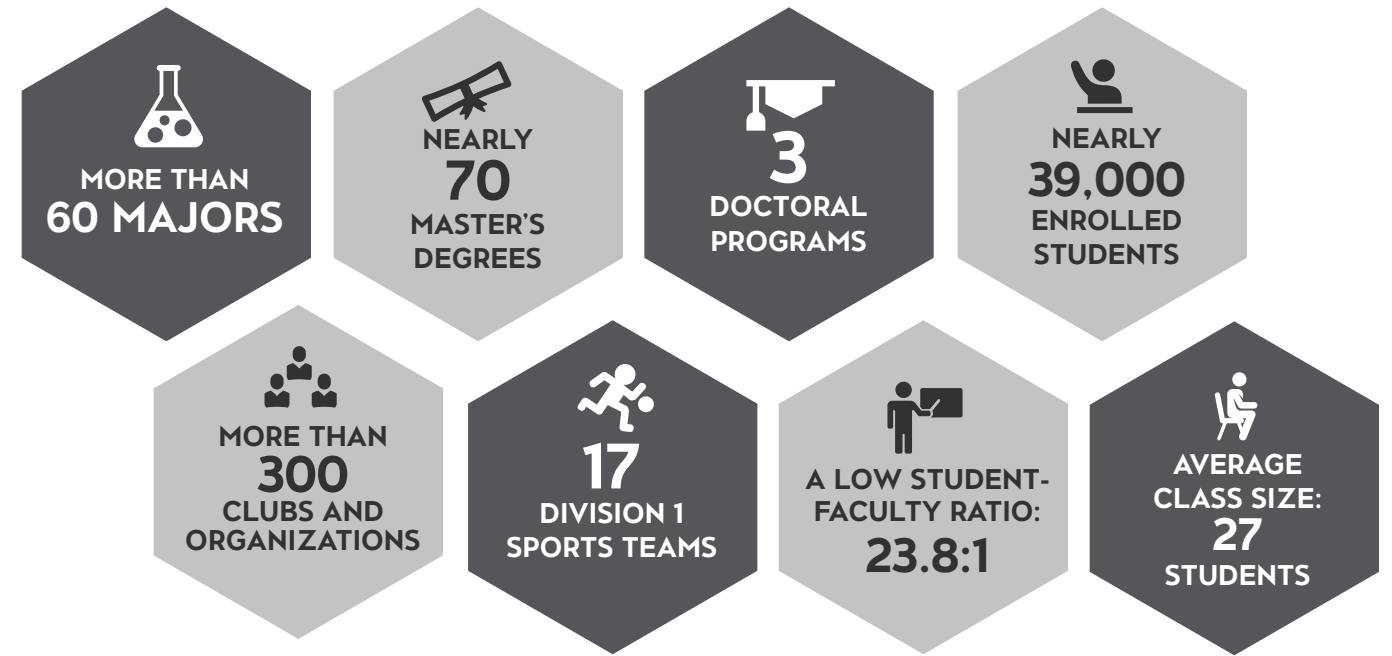 MORE THAN
60 MAJORS
NEARLY
70
MASTER'S
DEGREES
3
DOCTORAL
PROGRAMS
NEARLY
39,000
ENROLLED
STUDENTS
MORE THAN
300
CLUBS AND
ORGANIZATIONS
17
DIVISION 1
SPORTS TEAMS
A LOW STUDENT-
FACULTY RATIO:
23.8:1
AVERAGE
CLASS SIZE:
27
STUDENTS